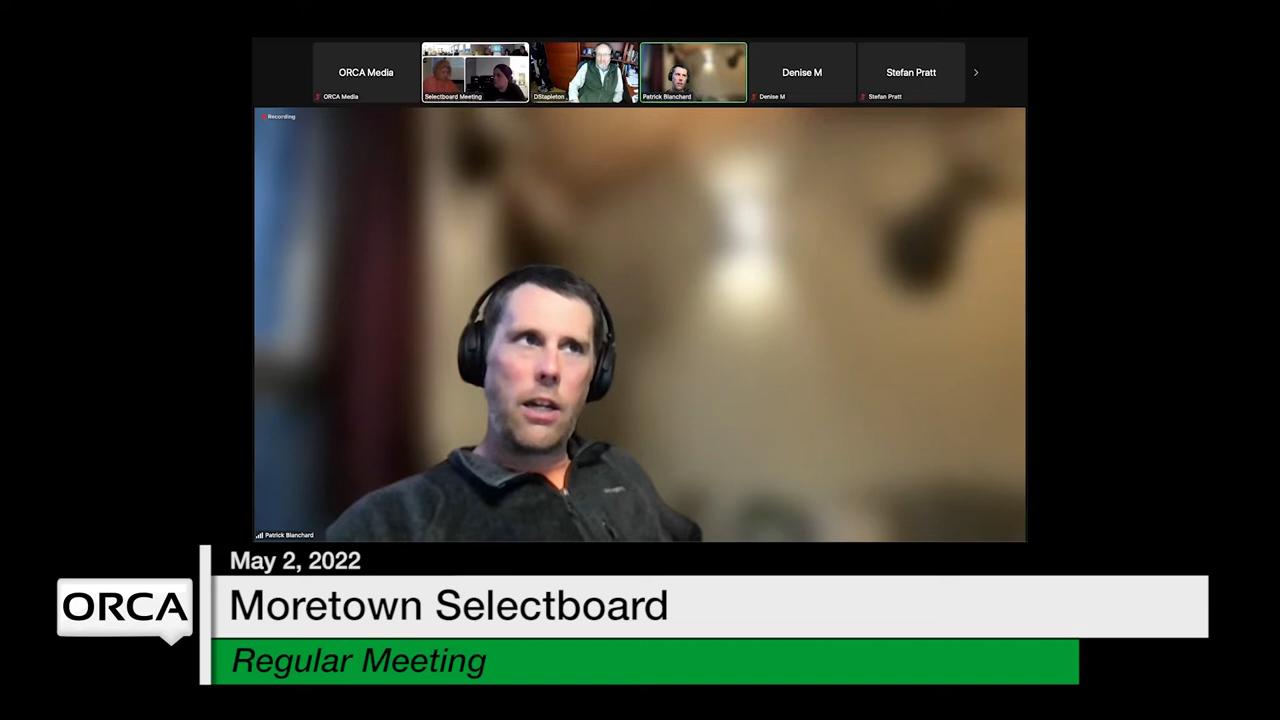 ORCA Media
Denise M
Stefan Pratt
ORCA Media
Selectboard Meeting
DStapleton
Patrick Blanchard
Denise M
Stefan Pratt
Recording
Patrick Blanchard
May 2, 2022
ORCA
Moretown Selectboard
Regular Meeting